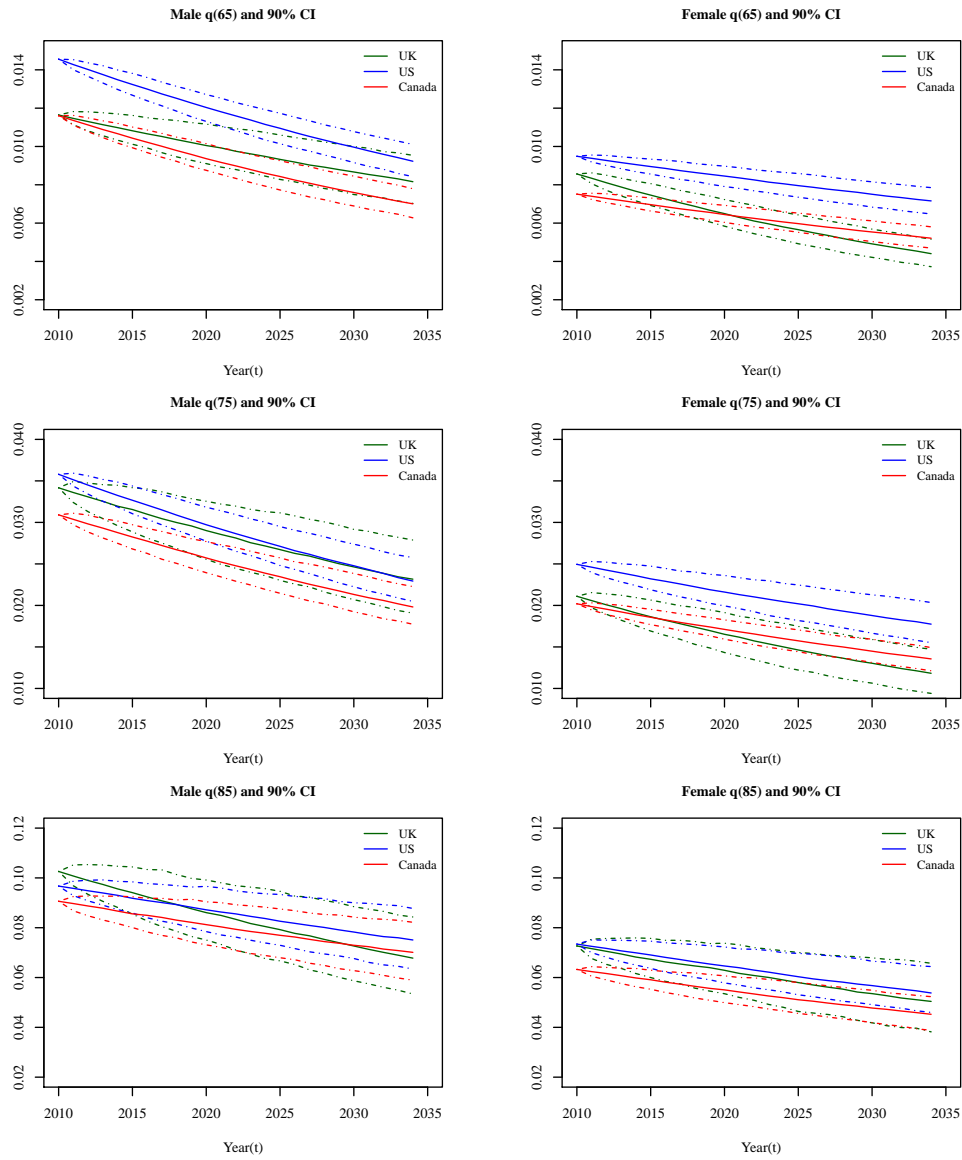 Male q(65) and 90% CI
0.014
0.010
0.006
0.002
UK
US
Canada
2010 2015 2020 2025 2030 2035
Year(t)
Female q(65) and 90% CI
0.014
0.010
0.006
0.002
UK
US
Canada
2010 2015 2020 2025 2030 2035
Year(t)
Male q(75) and 90% CI
0.040
0.030
0.020
0.010
UK
US
Canada
2010 2015 2020 2025 2030 2035
Year(t)
Female q(75) and 90% CI
0.040
0.030
0.020
0.010
UK
US
Canada
2010 2015 2020 2025 2030 2035
Year(t)
Male q(85) and 90% CI
0.12
0.10
0.08
0.06
0.04
0.02
UK
US
Canada
2010 2015 2020 2025 2030 2035
Year(t)
Female q(85) and 90% CI
0.12
0.10
0.08
0.06
0.04
0.02
UK
US
Canada
2010 2015 2020 2025 2030 2035
Year(t)